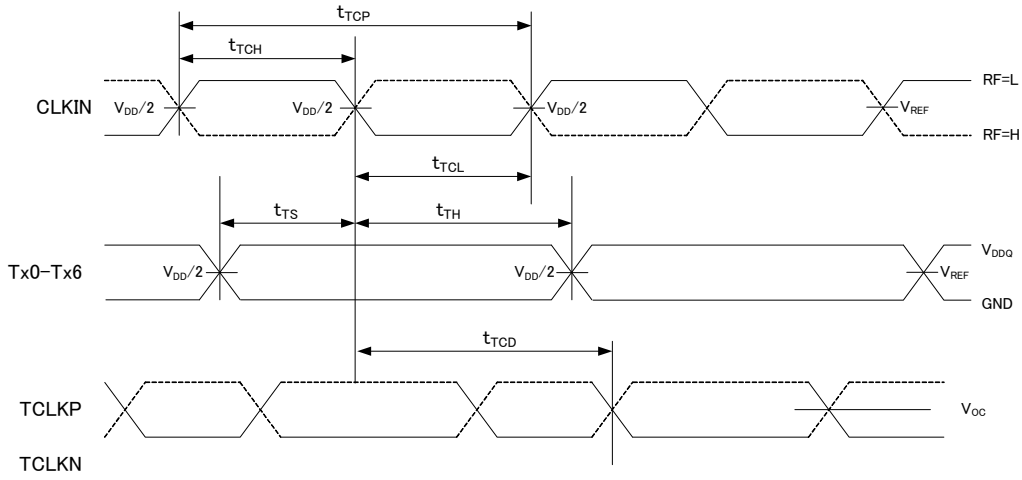 tTCP
tTCH
RF=L
CLKIN VDD/2 VDD/2 VDD/2 VREF
RF=H
tTCL
tTS tTH
VDDQ
Tx0-Tx6 VDD/2 VDD/2 VREF
GND
tTCD
TCLKP VOC
TCLKN